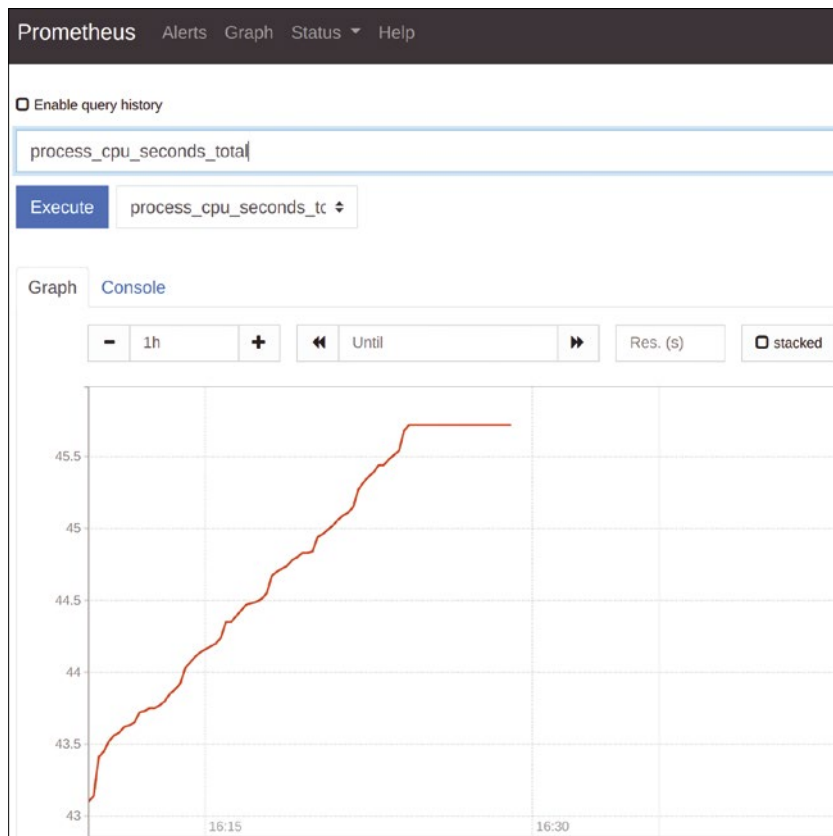 Prometheus Alerts Graph Status Help
Enable query history
process_cpu_seconds_total
Execute process_cpu_seconds_tc
Graph Console
1h Until Res. (s) stacked
45.5
45
44.5
44
43.5
43
16:15 16:30